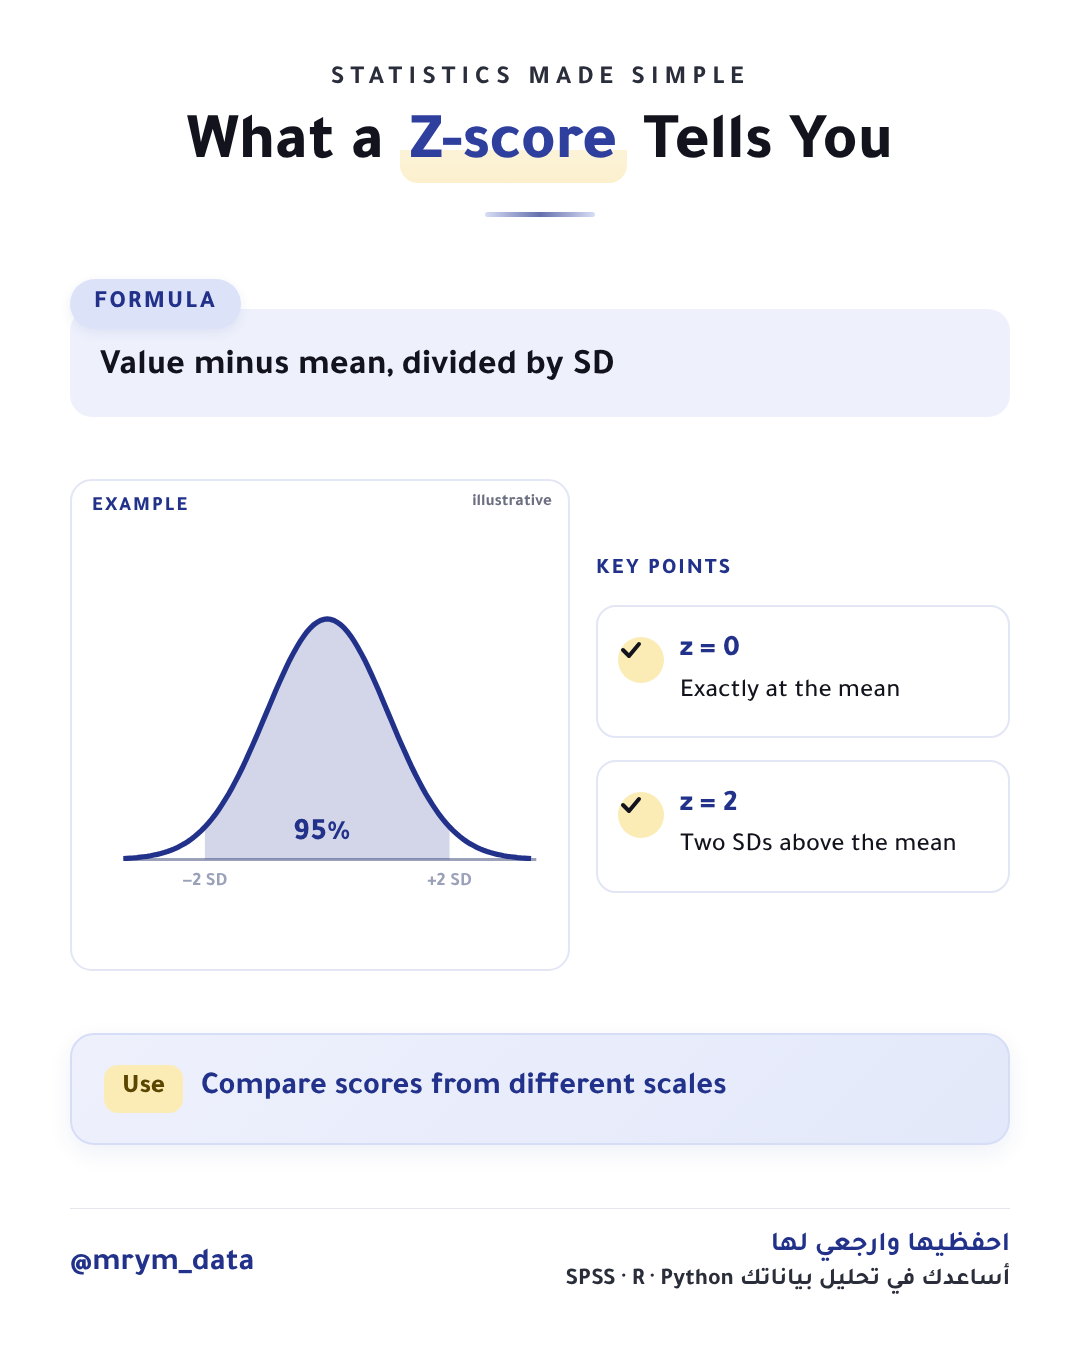 STATISTICS MADE SIMPLE
What a Z-score Tells You
FORMULA
Value minus mean, divided by SD
EXAMPLE
illustrative
95%
−2 SD
+2 SD
KEY POINTS
z = 0
Exactly at the mean
z = 2
Two SDs above the mean
Use
Compare scores from different scales
@mrym_data
احفظيها وارجعي لها
أساعدك في تحليل بياناتك SPSS · R · Python